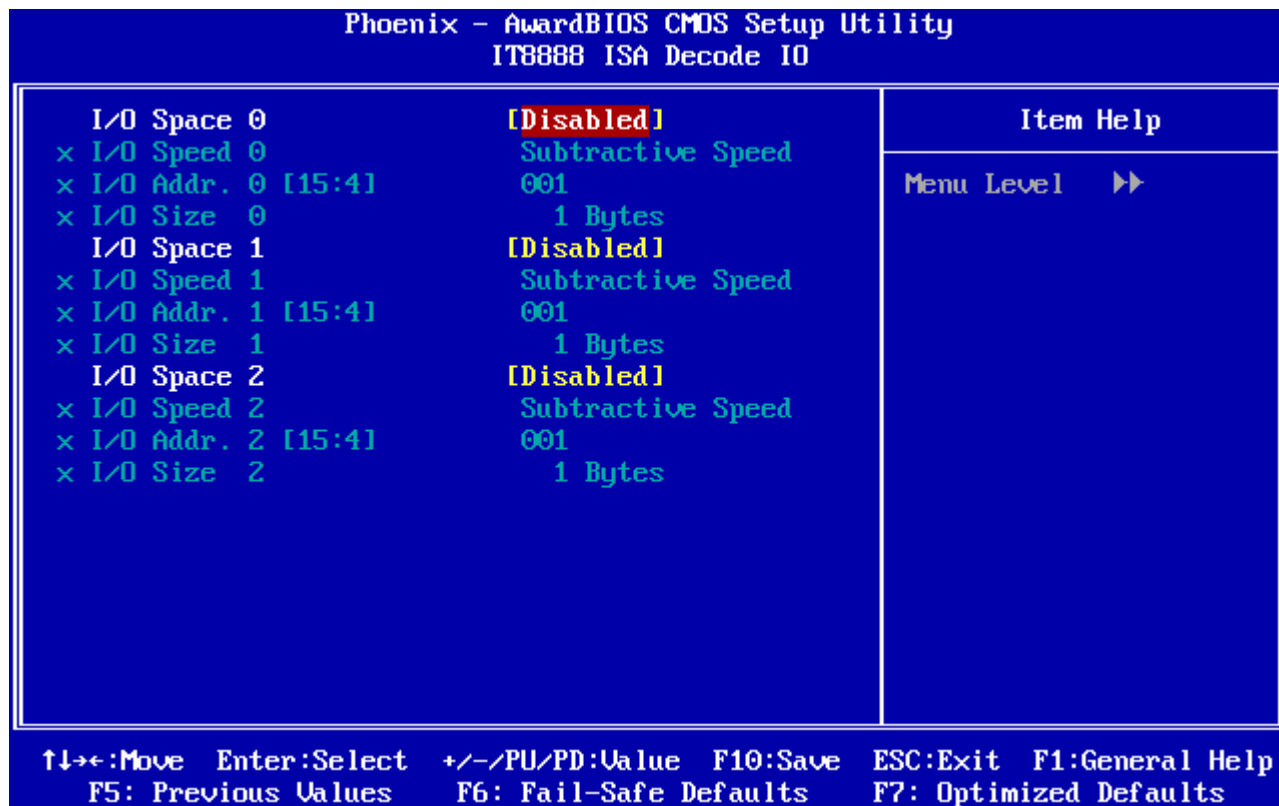 Phoenix - AwardBIOS CMOS Setup Utility
IT8888 ISA Decode IO
I/O Space 0 [Disabled]
x I/O Speed 0 Subtractive Speed
x I/O Addr. 0 [15:4] 001
x I/O Size 0 1 Bytes
I/O Space 1 [Disabled]
x I/O Speed 1 Subtractive Speed
x I/O Addr. 1 [15:4] 001
x I/O Size 1 1 Bytes
I/O Space 2 [Disabled]
x I/O Speed 2 Subtractive Speed
x I/O Addr. 2 [15:4] 001
x I/O Size 2 1 Bytes
Item Help
Menu Level ▶▶
↑↓→←:Move Enter:Select +/-/PU/PD:Value F10:Save ESC:Exit F1:General Help
F5: Previous Values F6: Fail-Safe Defaults F7: Optimized Defaults